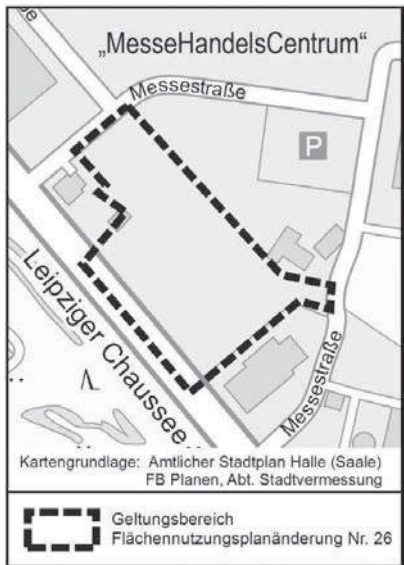 „MesseHandelsCentrum“
Messestraße
P
Leipziger Chaussee
Messestraße
Kartengrundlage: Amtlicher Stadtplan Halle (Saale)
FB Planen, Abt. Stadtvermessung
Geltungsbereich
Flächennutzungsplanänderung Nr. 26